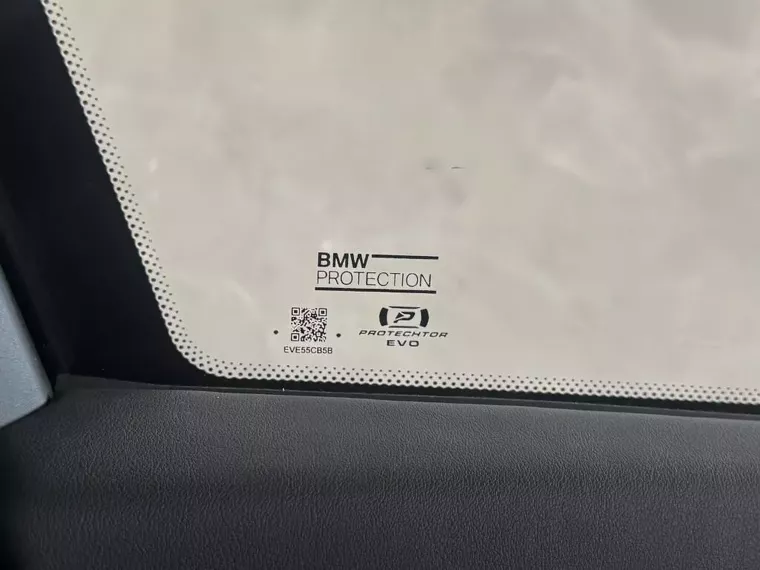 BMW
PROTECTION
EVE55CB5B
PROTECHTOR
EVO